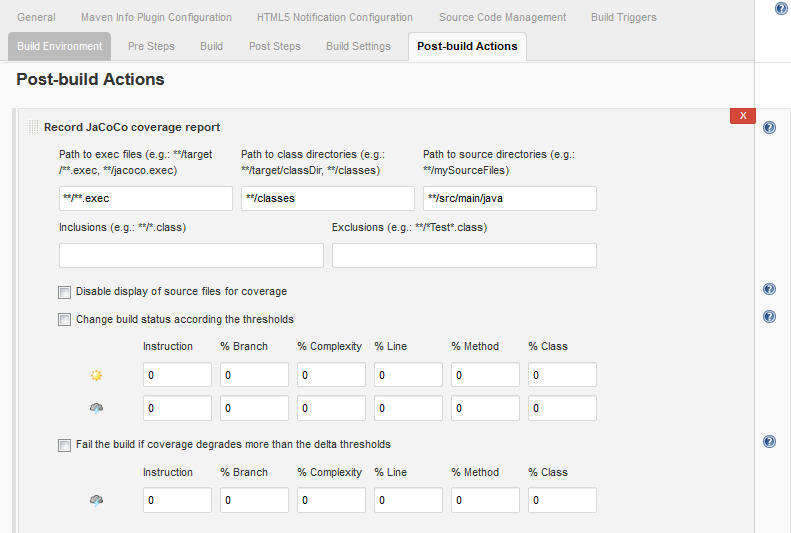 General Maven Info Plugin Configuration HTML5 Notification Configuration Source Code Management Build Triggers
Build Environment Pre Steps Build Post Steps Build Settings Post-build Actions
Post-build Actions
X
Record JaCoCo coverage report
Path to exec files (e.g.: **/target
/**.exec, **/jacoco.exec)
Path to class directories (e.g.:
**/target/classDir, **/classes)
Path to source directories (e.g.:
**/mySourceFiles)
**/**.exec **/classes **/src/main/java
Inclusions (e.g.: **/*.class) Exclusions (e.g.: **/*Test*.class)
Disable display of source files for coverage
Change build status according the thresholds
Instruction % Branch % Complexity % Line % Method % Class
0 0 0 0 0 0
0 0 0 0 0 0
Fail the build if coverage degrades more than the delta thresholds
Instruction % Branch % Complexity % Line % Method % Class
0 0 0 0 0 0